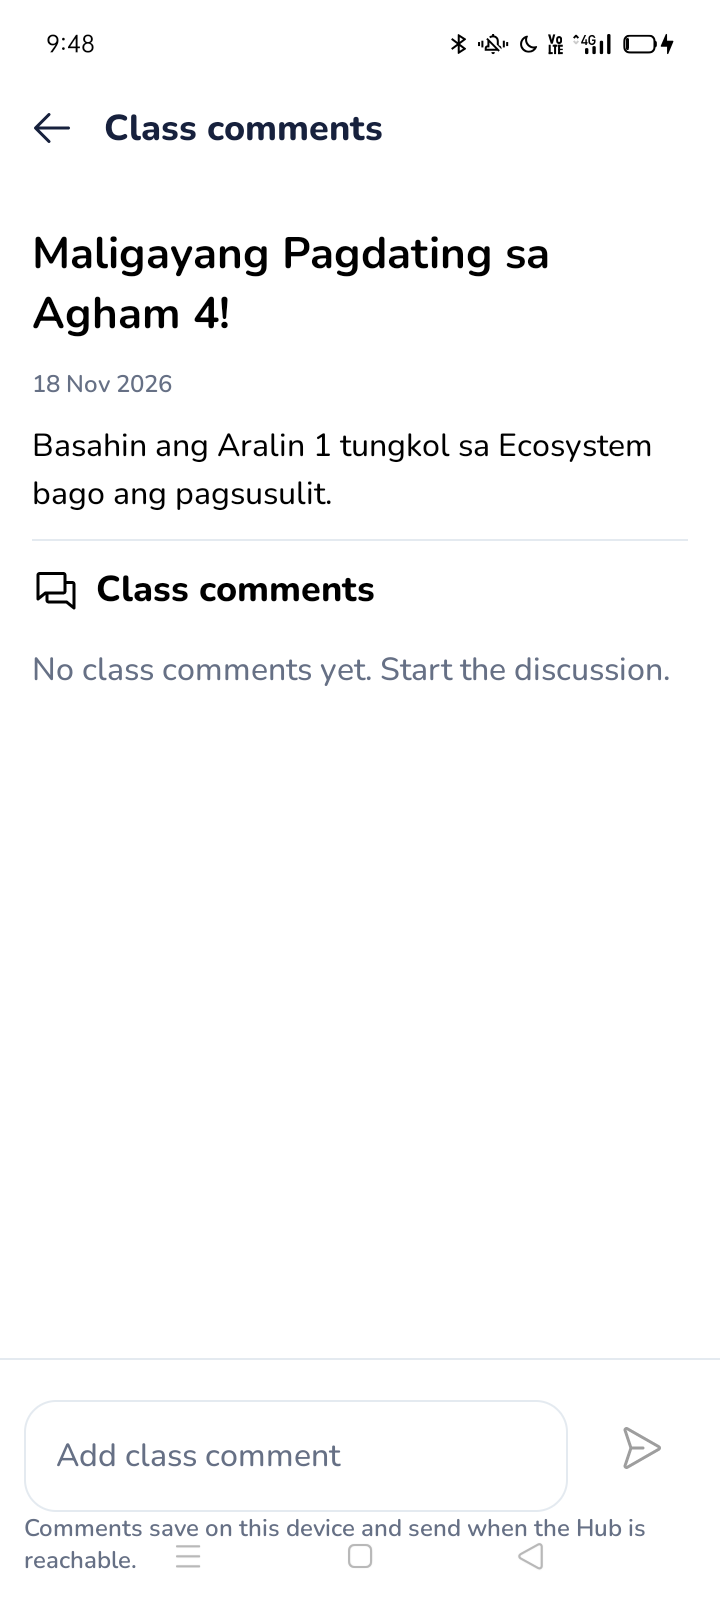 9:48
4G
Class comments
Maligayang Pagdating sa
Agham 4!
18 Nov 2026
Basahin ang Aralin 1 tungkol sa Ecosystem
bago ang pagsusulit.
Class comments
No class comments yet. Start the discussion.
Add class comment
Comments save on this device and send when the Hub is
reachable.